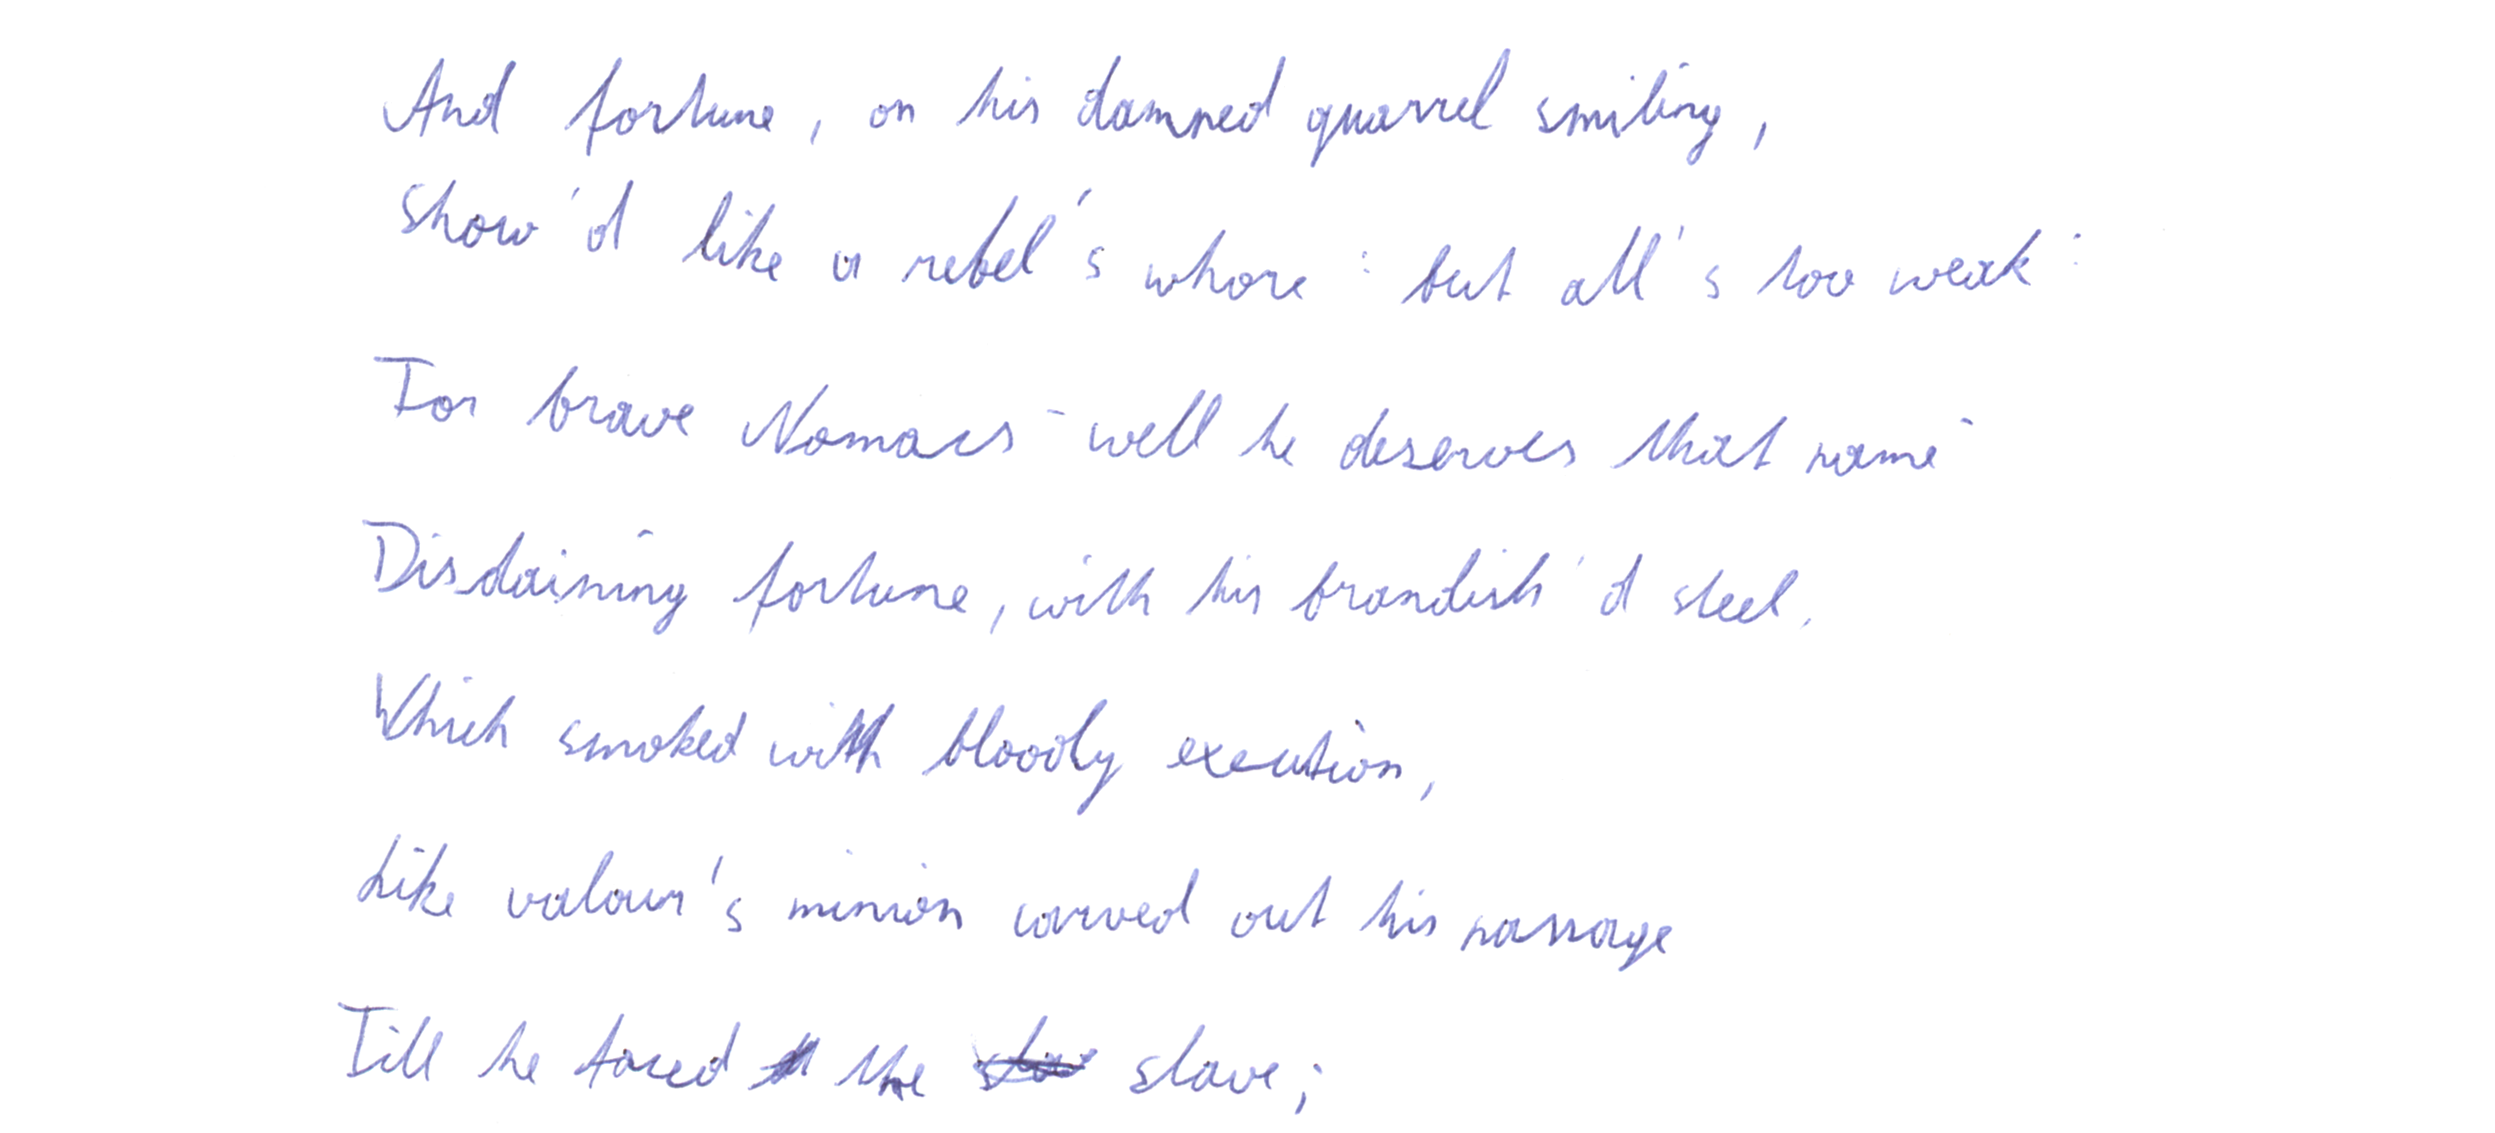 And fortune, on his damned quarrel smiling,
Show'd like a rebel's whore: but all's too weak:
For brave Nomacs - well he deserves that name -
Disdaining fortune, with his brandish'd steel,
Which smoked with bloody execution,
Like valour's minion carved out his passage
Till he faced the slave;